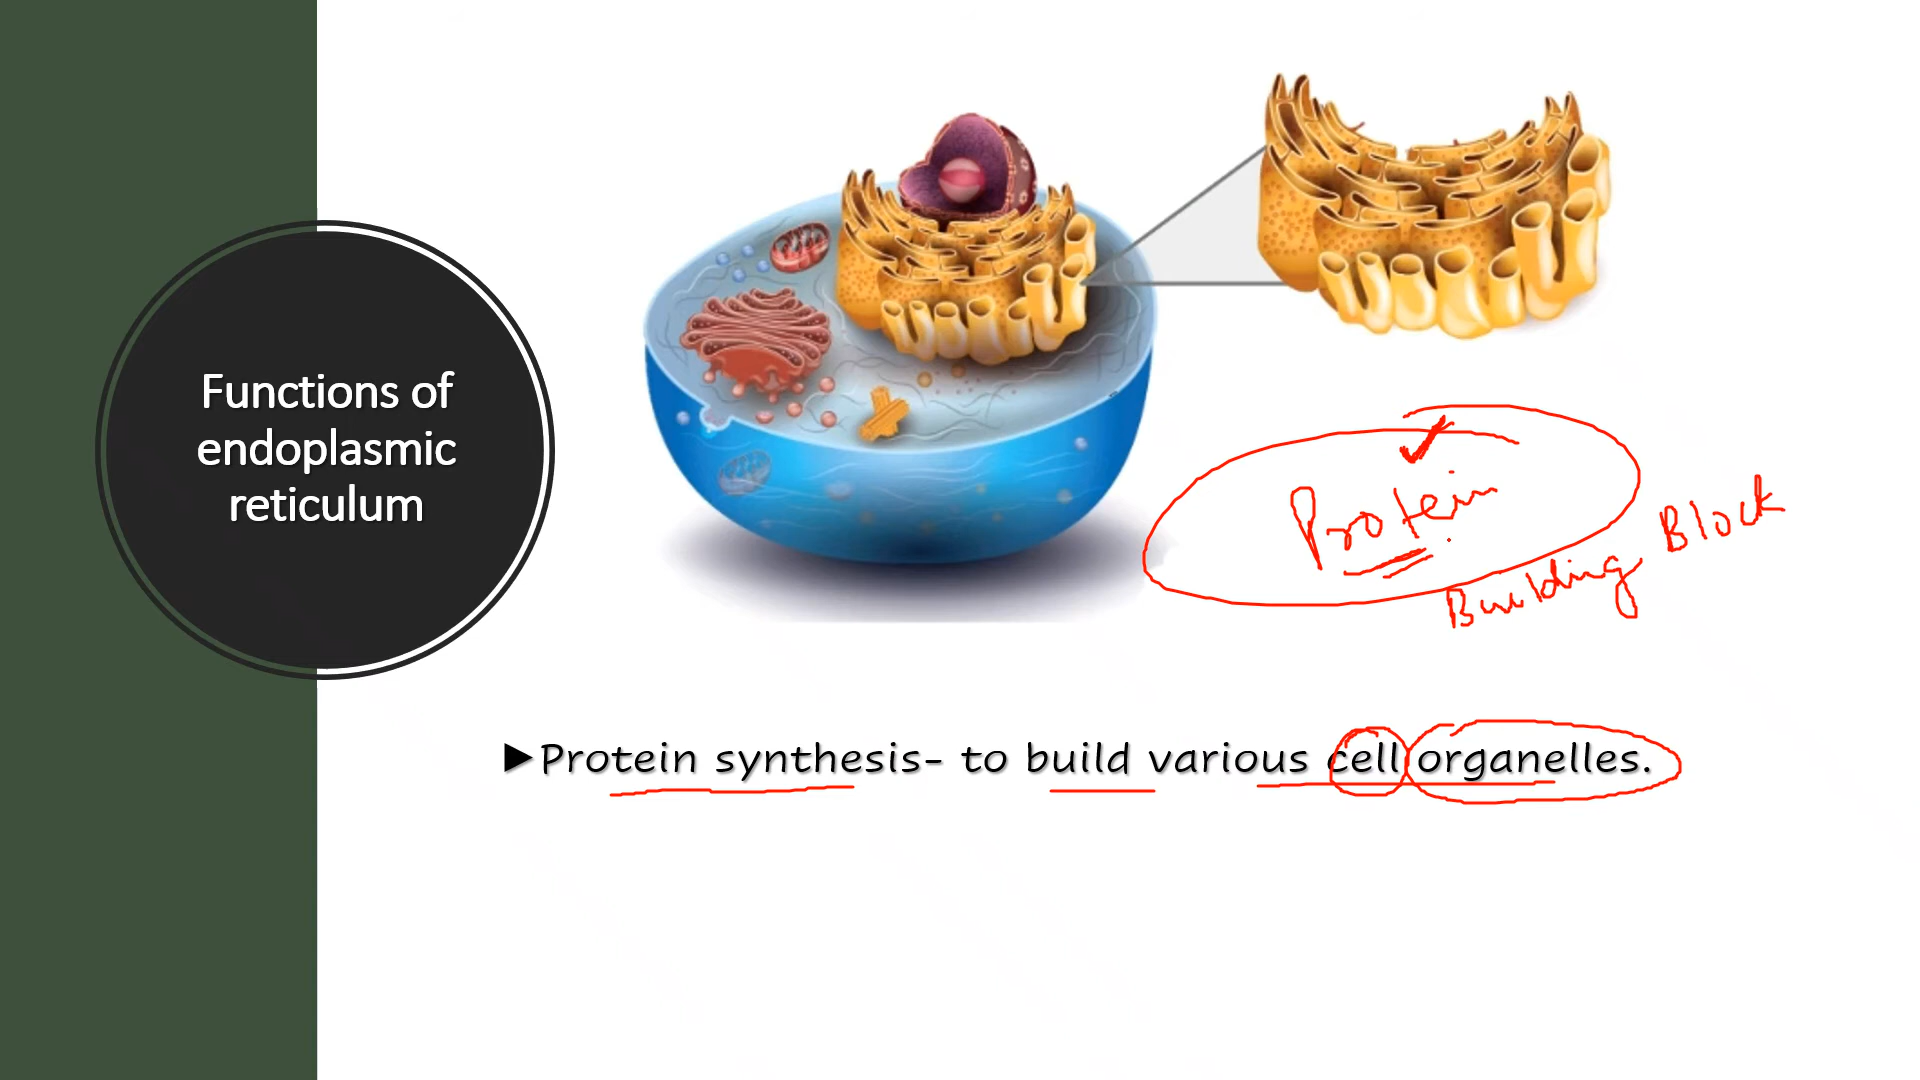 Functions of
endoplasmic
reticulum
Protein
Building Block
►Protein synthesis- to build various cell organelles.